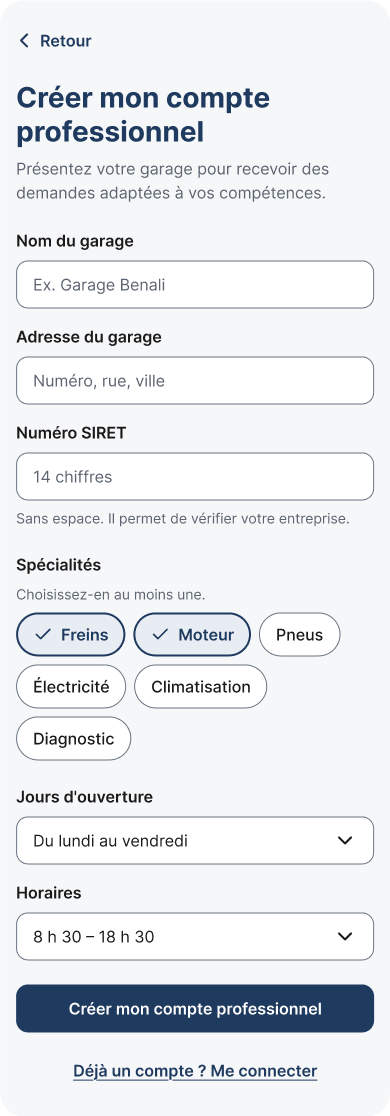 Retour
Créer mon compte
professionnel
Présentez votre garage pour recevoir des
demandes adaptées à vos compétences.
Nom du garage
Ex. Garage Benali
Adresse du garage
Numéro, rue, ville
Numéro SIRET
14 chiffres
Sans espace. Il permet de vérifier votre entreprise.
Spécialités
Choisissez-en au moins une.
Freins Moteur Pneus
Électricité Climatisation
Diagnostic
Jours d'ouverture
Du lundi au vendredi
Horaires
8 h 30 – 18 h 30
Créer mon compte professionnel
Déjà un compte ? Me connecter